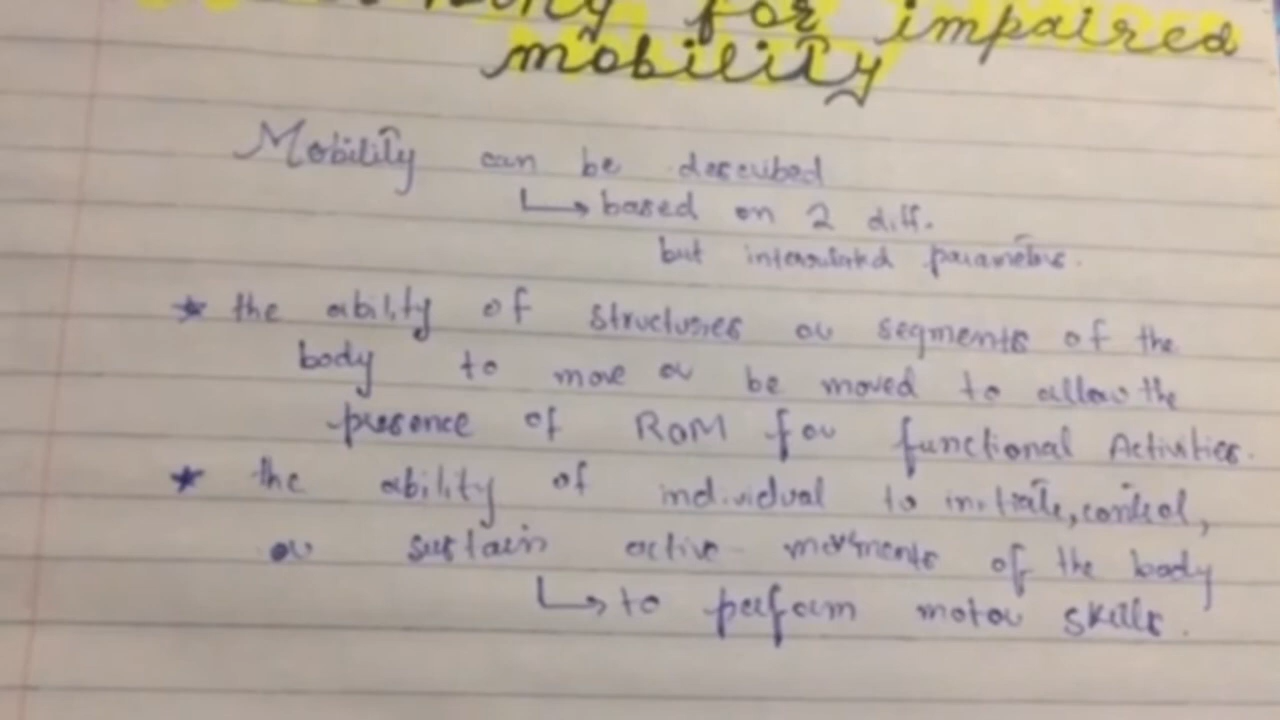 for impaired
mobility
Mobility can be described
↳ based on 2 diff.
but interrelated parameters.
★ the ability of structures or segments of the
body to move or be moved to allow the
presence of ROM for functional Activities.
★ the ability of individual to initiate, control,
or sustain active movements of the body
↳ to perform motor skills.